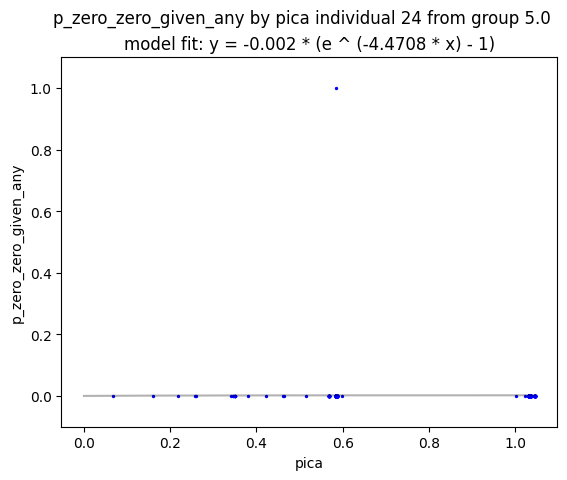 p_zero_zero_given_any by pica individual 24 from group 5.0
model fit: y = -0.002 * (e ^ (-4.4708 * x) - 1)
1.0
0.8
0.6
0.4
0.2
0.0
p_zero_zero_given_any
0.0 0.2 0.4 0.6 0.8 1.0
pica